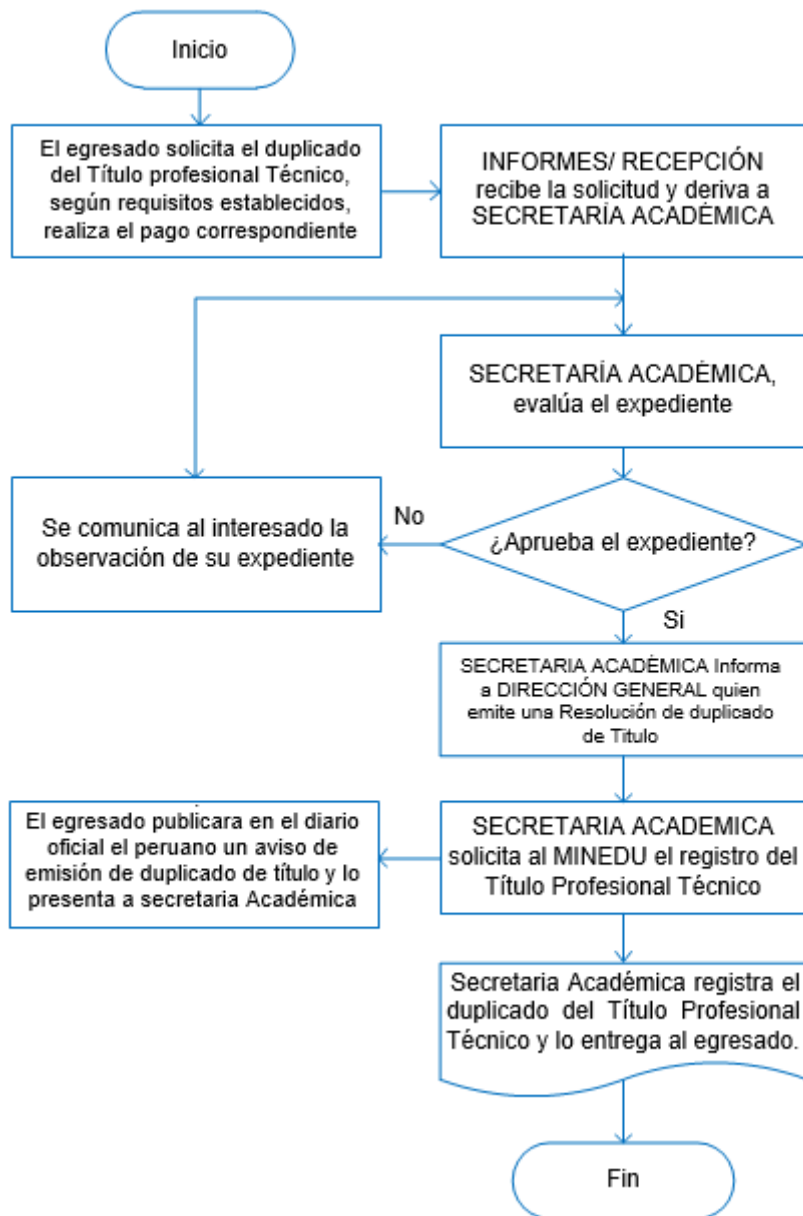 Inicio
El egresado solicita el duplicado
del Título profesional Técnico,
según requisitos establecidos,
realiza el pago correspondiente
INFORMES/ RECEPCIÓN
recibe la solicitud y deriva a
SECRETARÍA ACADÉMICA
SECRETARÍA ACADÉMICA,
evalúa el expediente
Se comunica al interesado la
observación de su expediente
No
¿Aprueba el expediente?
Si
SECRETARIA ACADÉMICA Informa
a DIRECCIÓN GENERAL quien
emite una Resolución de duplicado
de Titulo
El egresado publicara en el diario
oficial el peruano un aviso de
emisión de duplicado de título y lo
presenta a secretaria Académica
SECRETARIA ACADEMICA
solicita al MINEDU el registro del
Título Profesional Técnico
Secretaria Académica registra el
duplicado del Título Profesional
Técnico y lo entrega al egresado.
Fin